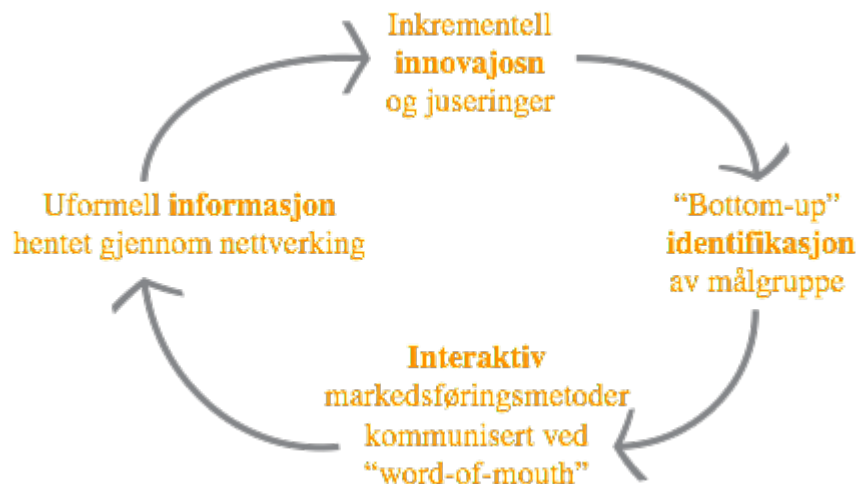 Inkrementell
innovajosn
og juseringer
“Bottom-up”
identifikasjon
av målgruppe
Interaktiv
markedsføringsmetoder
kommunisert ved
“word-of-mouth”
Uformell informasjon
hentet gjennom nettverking